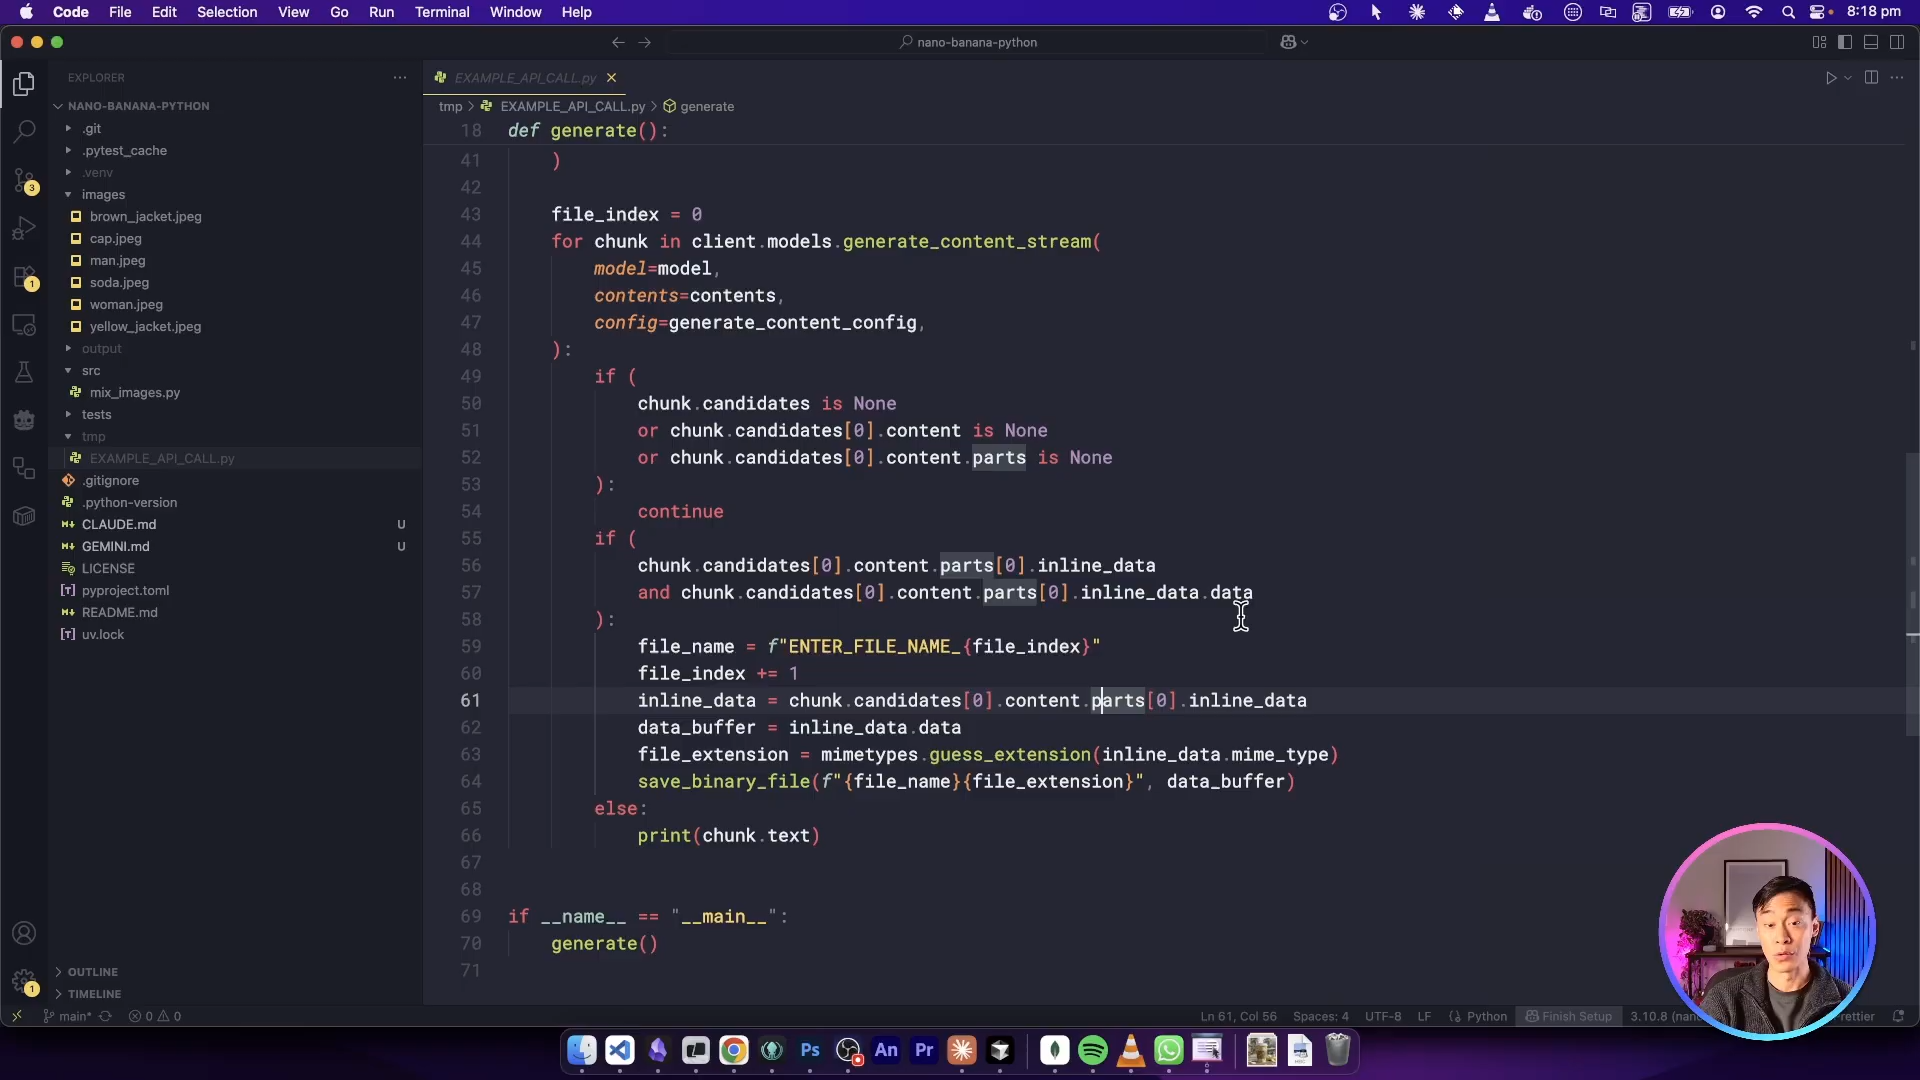 Code File Edit Selection View Go Run Terminal Window Help 8:18 pm
nano-banana-python
EXPLORER
NANO-BANANA-PYTHON
.git
.pytest_cache
.venv
images
brown_jacket.jpeg
cap.jpeg
man.jpeg
soda.jpeg
woman.jpeg
yellow_jacket.jpeg
output
src
mix_images.py
tests
tmp
EXAMPLE_API_CALL.py
.gitignore
.python-version
CLAUDE.md U
GEMINI.md U
LICENSE
pyproject.toml
README.md
uv.lock
OUTLINE
TIMELINE
3
1
1
EXAMPLE_API_CALL.py
tmp > EXAMPLE_API_CALL.py > generate
18 def generate():
41 )
42
43 file_index = 0
44 for chunk in client.models.generate_content_stream(
45 model=model,
46 contents=contents,
47 config=generate_content_config,
48 ):
49 if (
50 chunk.candidates is None
51 or chunk.candidates[0].content is None
52 or chunk.candidates[0].content.parts is None
53 ):
54 continue
55 if (
56 chunk.candidates[0].content.parts[0].inline_data
57 and chunk.candidates[0].content.parts[0].inline_data.data
58 ):
59 file_name = f"ENTER_FILE_NAME_{file_index}"
60 file_index += 1
61 inline_data = chunk.candidates[0].content.parts[0].inline_data
62 data_buffer = inline_data.data
63 file_extension = mimetypes.guess_extension(inline_data.mime_type)
64 save_binary_file(f"{file_name}{file_extension}", data_buffer)
65 else:
66 print(chunk.text)
67
68
69 if __name__ == "__main__":
70 generate()
71
main* 0 0 Ln 61, Col 56 Spaces: 4 UTF-8 LF Python Finish Setup 3.10.8 (nano
Ps An Pr